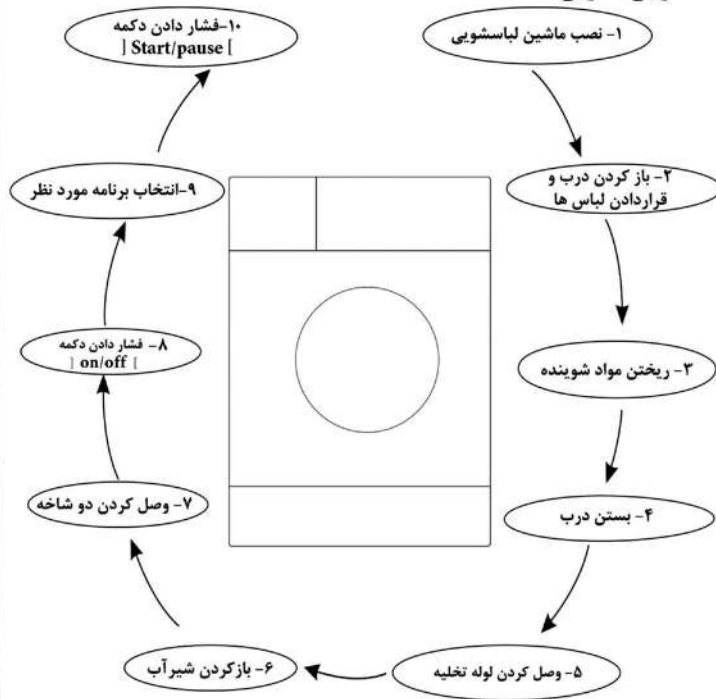 ۱- نصب ماشین لباسشویی
۲- باز کردن درب و
قراردادن لباس ها
۳- ریختن مواد شوینده
۴- بستن درب
۵- وصل کردن لوله تخلیه
۶- بازکردن شیر آب
۷- وصل کردن دو شاخه
۸- فشار دادن دکمه
[ on/off ]
۹-انتخاب برنامه مورد نظر
۱۰-فشار دادن دکمه
[ Start/pause ]